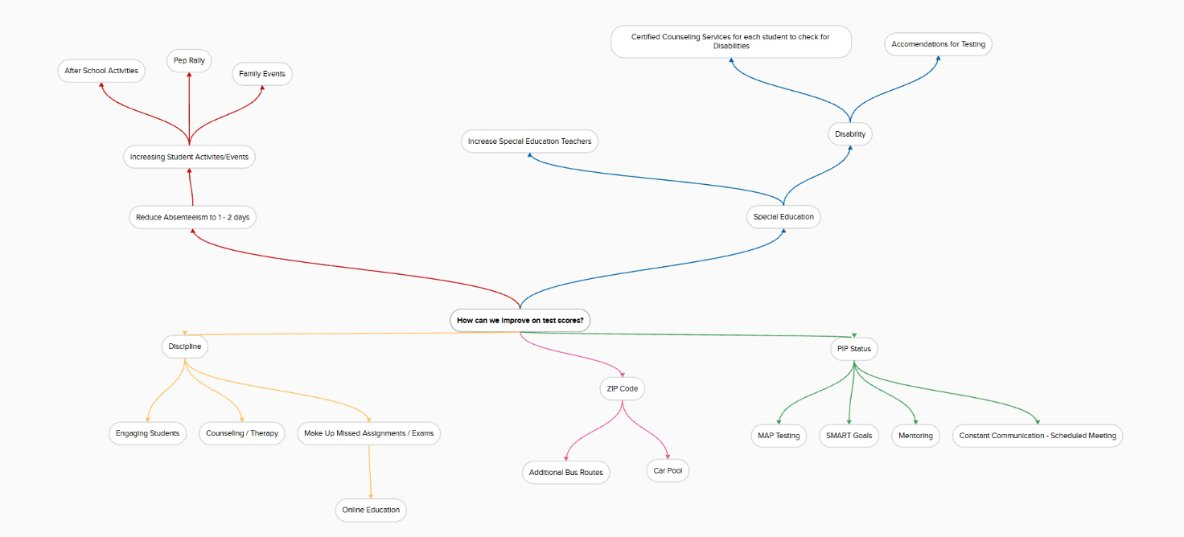 Certified Counseling Services for each student to check for
Disabilities
Accomendations for Testing
Pep Rally
After School Activities
Family Events
Disability
Increase Special Education Teachers
Increasing Student Activites/Events
Reduce Absenteeism to 1 - 2 days
Special Education
How can we improve on test scores?
Discipline
PIP Status
ZIP Code
Engaging Students
Counseling / Therapy
Make Up Missed Assignments / Exams
MAP Testing
SMART Goals
Mentoring
Constant Communication - Scheduled Meeting
Additional Bus Routes
Car Pool
Online Education